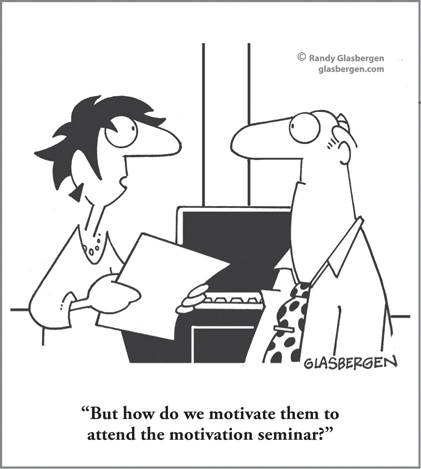 © Randy Glasbergen
glasbergen.com
GLASBERGEN
“But how do we motivate them to
attend the motivation seminar?”